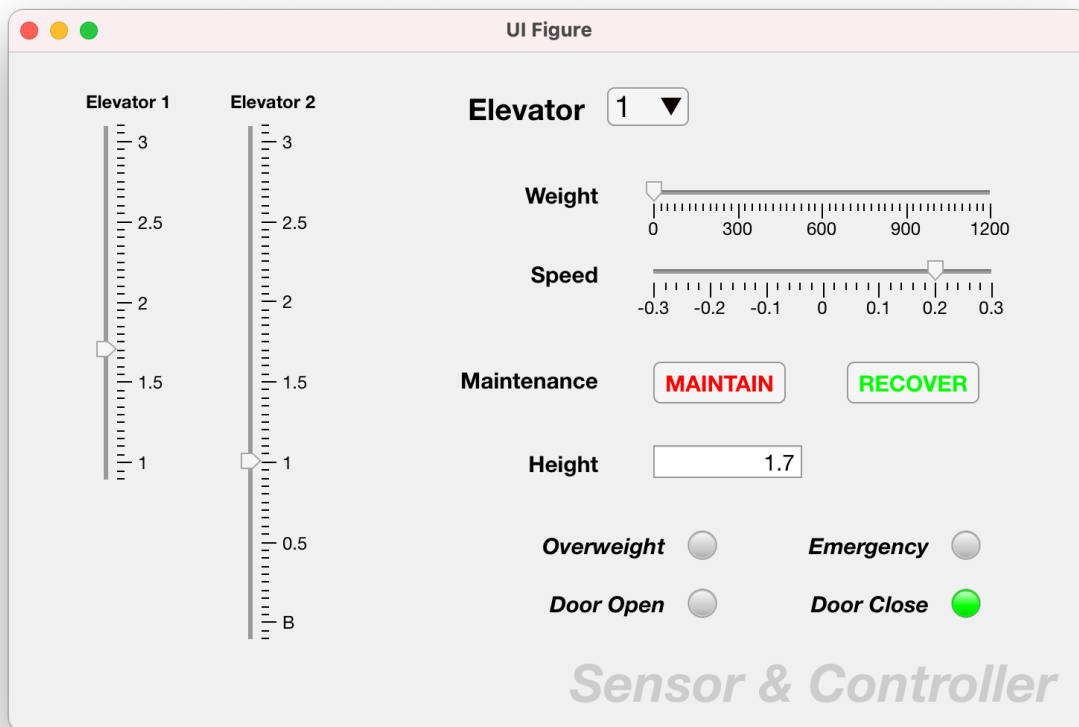 UI Figure
Elevator 1
3
2.5
2
1.5
1
Elevator 2
3
2.5
2
1.5
1
0.5
B
Elevator 1
Weight
0 300 600 900 1200
Speed
-0.3 -0.2 -0.1 0 0.1 0.2 0.3
Maintenance MAINTAIN RECOVER
Height 1.7
Overweight Emergency
Door Open Door Close
Sensor & Controller